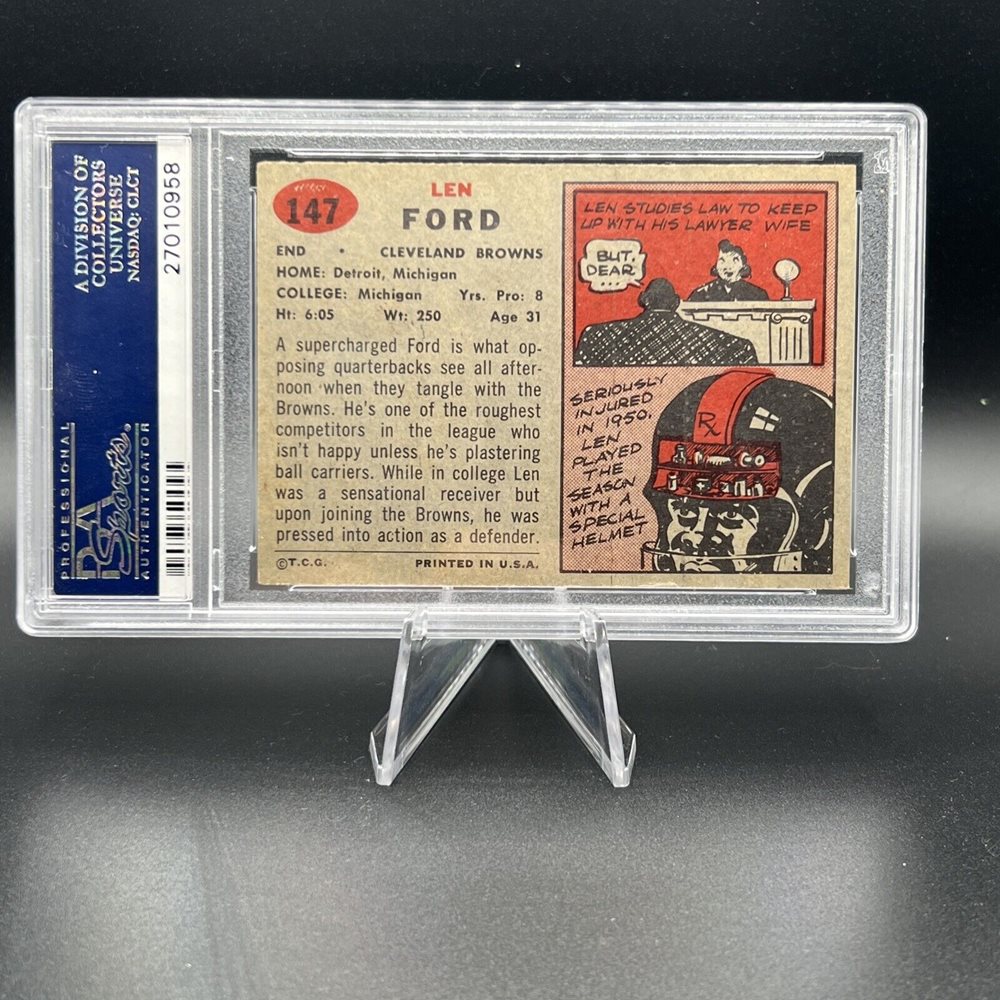 A DIVISION OF
COLLECTORS
UNIVERSE
NASDAQ: CLCT
27010958
PROFESSIONAL
PSA
Sports
AUTHENTICATOR
147
LEN
FORD
END • CLEVELAND BROWNS
HOME: Detroit, Michigan
COLLEGE: Michigan Yrs. Pro: 8
Ht: 6:05 Wt: 250 Age 31
A supercharged Ford is what op-
posing quarterbacks see all after-
noon when they tangle with the
Browns. He's one of the roughest
competitors in the league who
isn't happy unless he's plastering
ball carriers. While in college Len
was a sensational receiver but
upon joining the Browns, he was
pressed into action as a defender.
©T.C.G. PRINTED IN U.S.A.
LEN STUDIES LAW TO KEEP
UP WITH HIS LAWYER WIFE
BUT,
DEAR
...
SERIOUSLY
INJURED
IN 1950,
LEN
PLAYED
THE
SEASON
WITH A
SPECIAL
HELMET
Rx